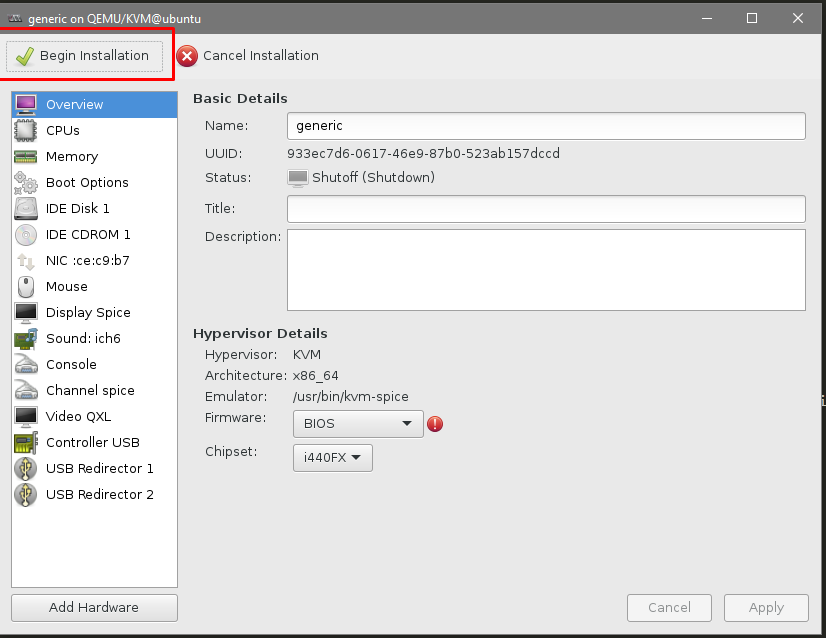 generic on QEMU/KVM@ubuntu
Begin Installation
Cancel Installation
Overview
CPUs
Memory
Boot Options
IDE Disk 1
IDE CDROM 1
NIC :ce:c9:b7
Mouse
Display Spice
Sound: ich6
Console
Channel spice
Video QXL
Controller USB
USB Redirector 1
USB Redirector 2
Add Hardware
Basic Details
Name: generic
UUID: 933ec7d6-0617-46e9-87b0-523ab157dccd
Status: Shutoff (Shutdown)
Title:
Description:
Hypervisor Details
Hypervisor: KVM
Architecture: x86_64
Emulator: /usr/bin/kvm-spice
Firmware: BIOS
Chipset: i440FX
Cancel
Apply